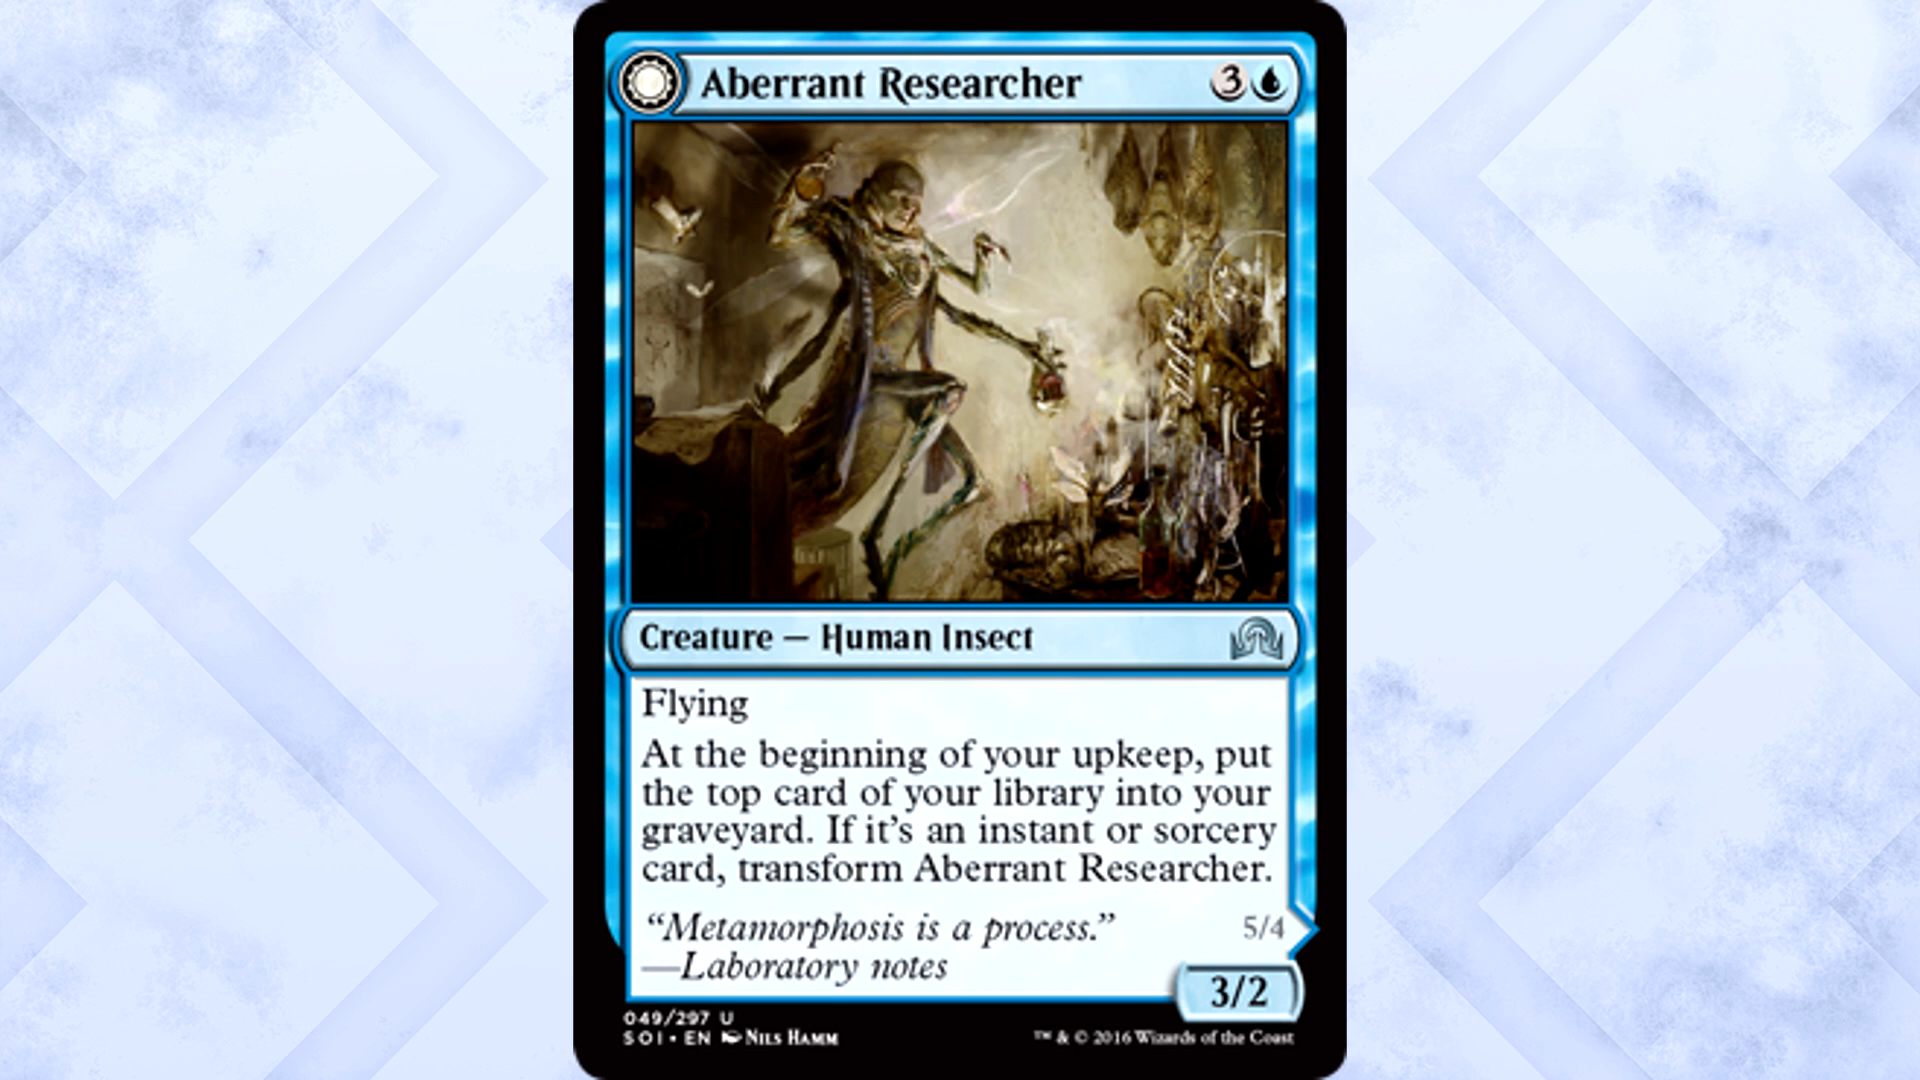 Aberrant Researcher 3
Creature — Human Insect
Flying
At the beginning of your upkeep, put
the top card of your library into your
graveyard. If it's an instant or sorcery
card, transform Aberrant Researcher.
“Metamorphosis is a process.”
5/4
—Laboratory notes
3/2
049/297 U
SOI • EN Nils Hamm
™ & © 2016 Wizards of the Coast